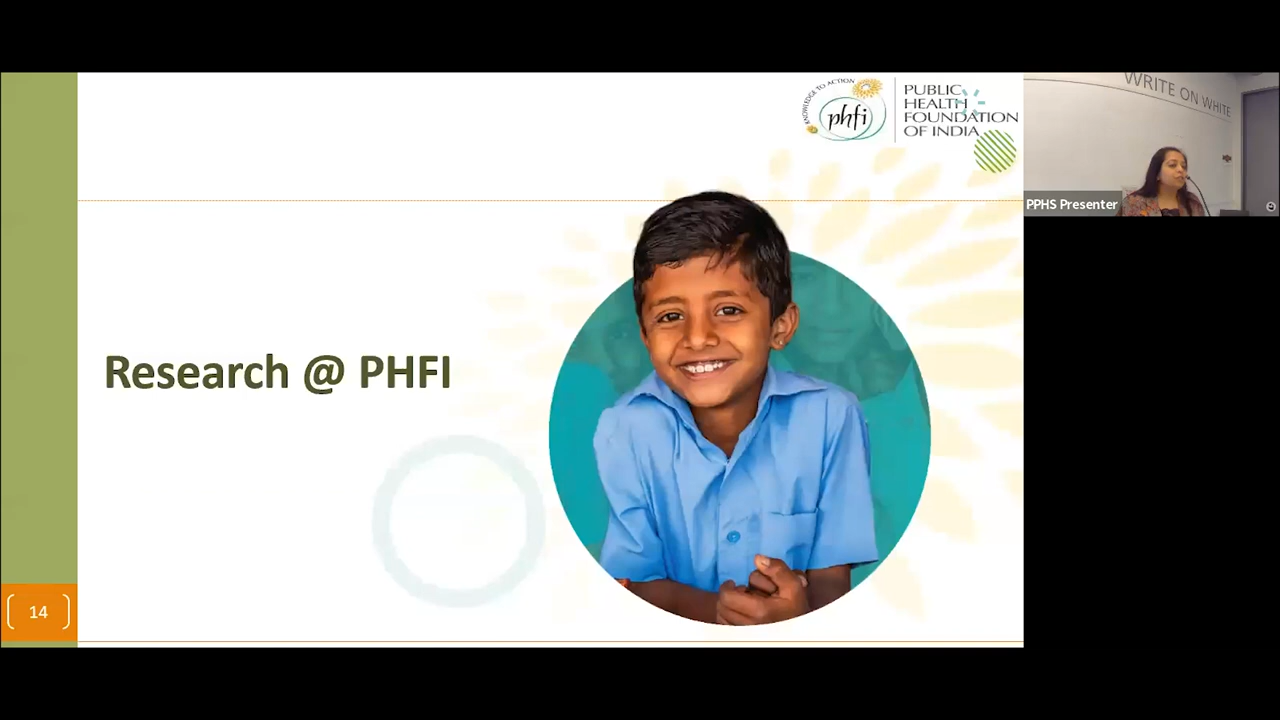 KNOWLEDGE TO ACTION
phfi
PUBLIC
HEALTH
FOUNDATION
OF INDIA
Research @ PHFI
14
WRITE ON WHITE
PPHS Presenter